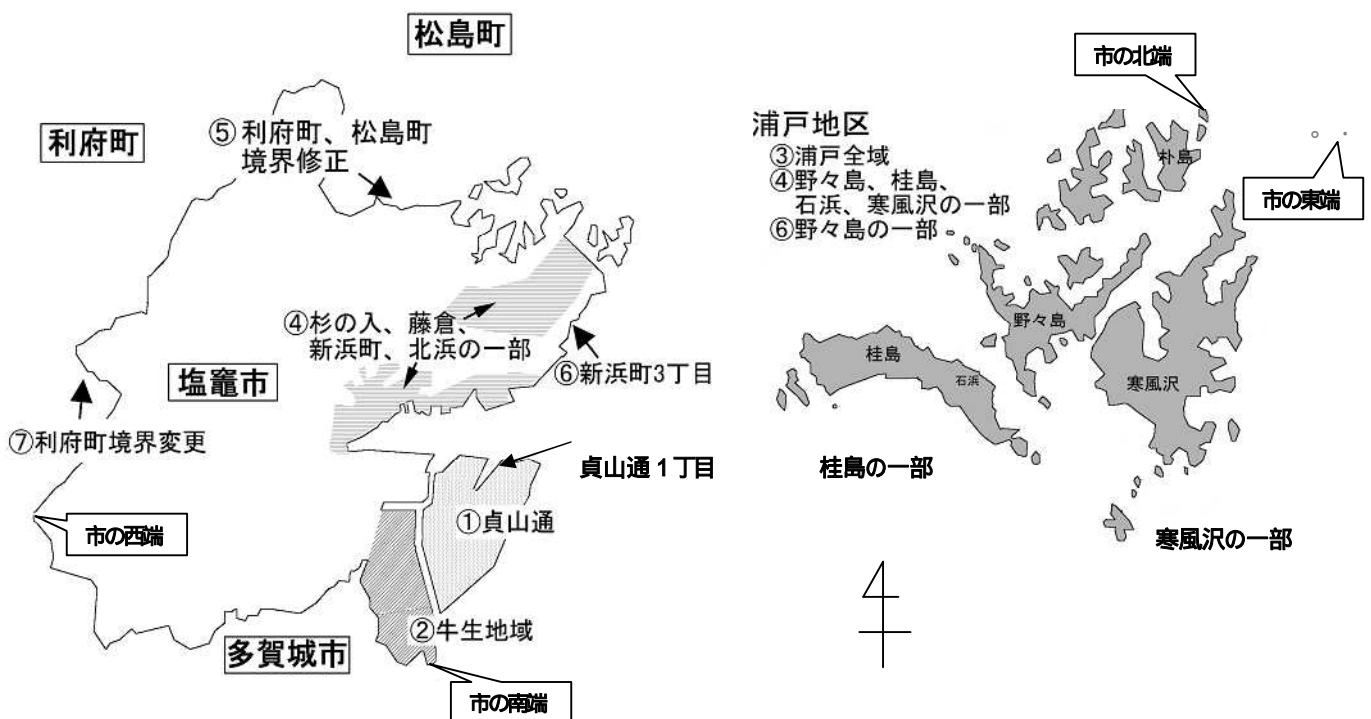 松島町
利府町
⑤利府町、松島町
境界修正
④杉の入、藤倉、
新浜町、北浜の一部
⑥新浜町3丁目
塩竈市
⑦利府町境界変更
市の西端
貞山通1丁目
①貞山通
②牛生地域
多賀城市
市の南端
市の北端
浦戸地区
③浦戸全域
④野々島、桂島、
石浜、寒風沢の一部
⑥野々島の一部
朴島
市の東端
野々島
桂島
石浜
寒風沢
桂島の一部
寒風沢の一部